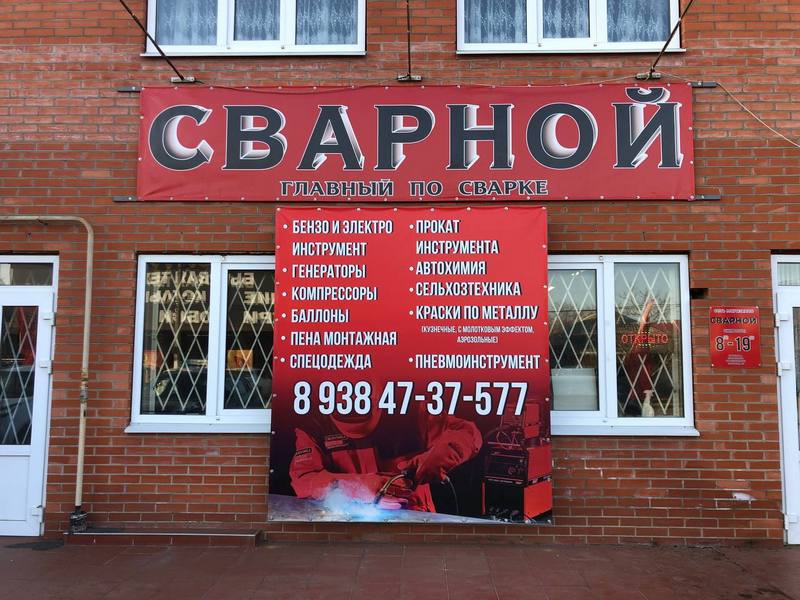 СВАРНОЙ
ГЛАВНЫЙ ПО СВАРКЕ
• БЕНЗО И ЭЛЕКТРО
ИНСТРУМЕНТ
• ГЕНЕРАТОРЫ
• КОМПРЕССОРЫ
• БАЛЛОНЫ
• ПЕНА МОНТАЖНАЯ
• СПЕЦОДЕЖДА
• ПРОКАТ
ИНСТРУМЕНТА
• АВТОХИМИЯ
• СЕЛЬХОЗТЕХНИКА
• КРАСКИ ПО МЕТАЛЛУ
(КУЗНЕЧНЫЕ, С МОЛОТКОВЫМ ЭФФЕКТОМ,
АЭРОЗОЛЬНЫЕ)
• ПНЕВМОИНСТРУМЕНТ
8 938 47-37-577
ОТКРЫТО
СВАРНОЙ
8 - 19